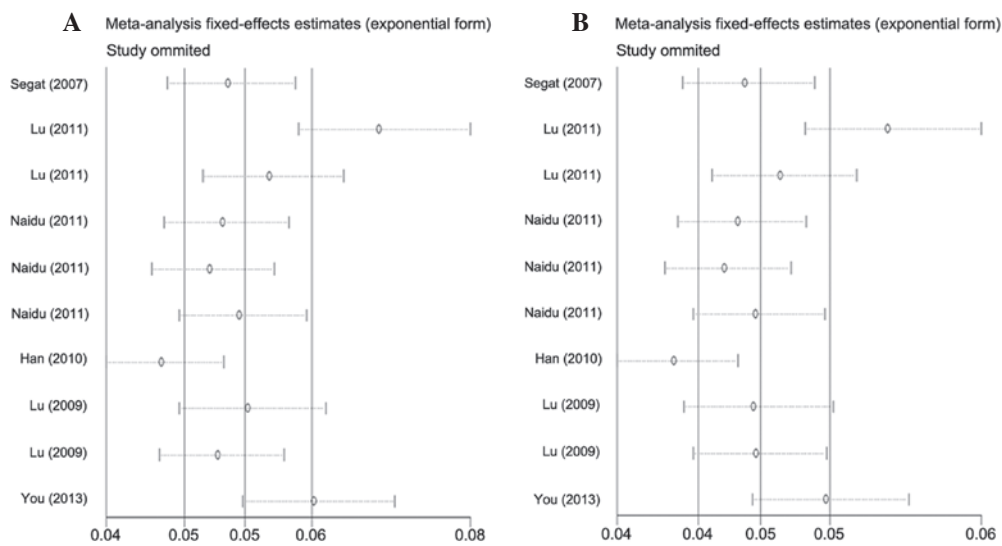 A
Meta-analysis fixed-effects estimates (exponential form)
Study ommited
Segat (2007)
Lu (2011)
Lu (2011)
Naidu (2011)
Naidu (2011)
Naidu (2011)
Han (2010)
Lu (2009)
Lu (2009)
You (2013)
0.04 0.05 0.05 0.06 0.08
B
Meta-analysis fixed-effects estimates (exponential form)
Study ommited
Segat (2007)
Lu (2011)
Lu (2011)
Naidu (2011)
Naidu (2011)
Naidu (2011)
Han (2010)
Lu (2009)
Lu (2009)
You (2013)
0.04 0.04 0.05 0.05 0.06